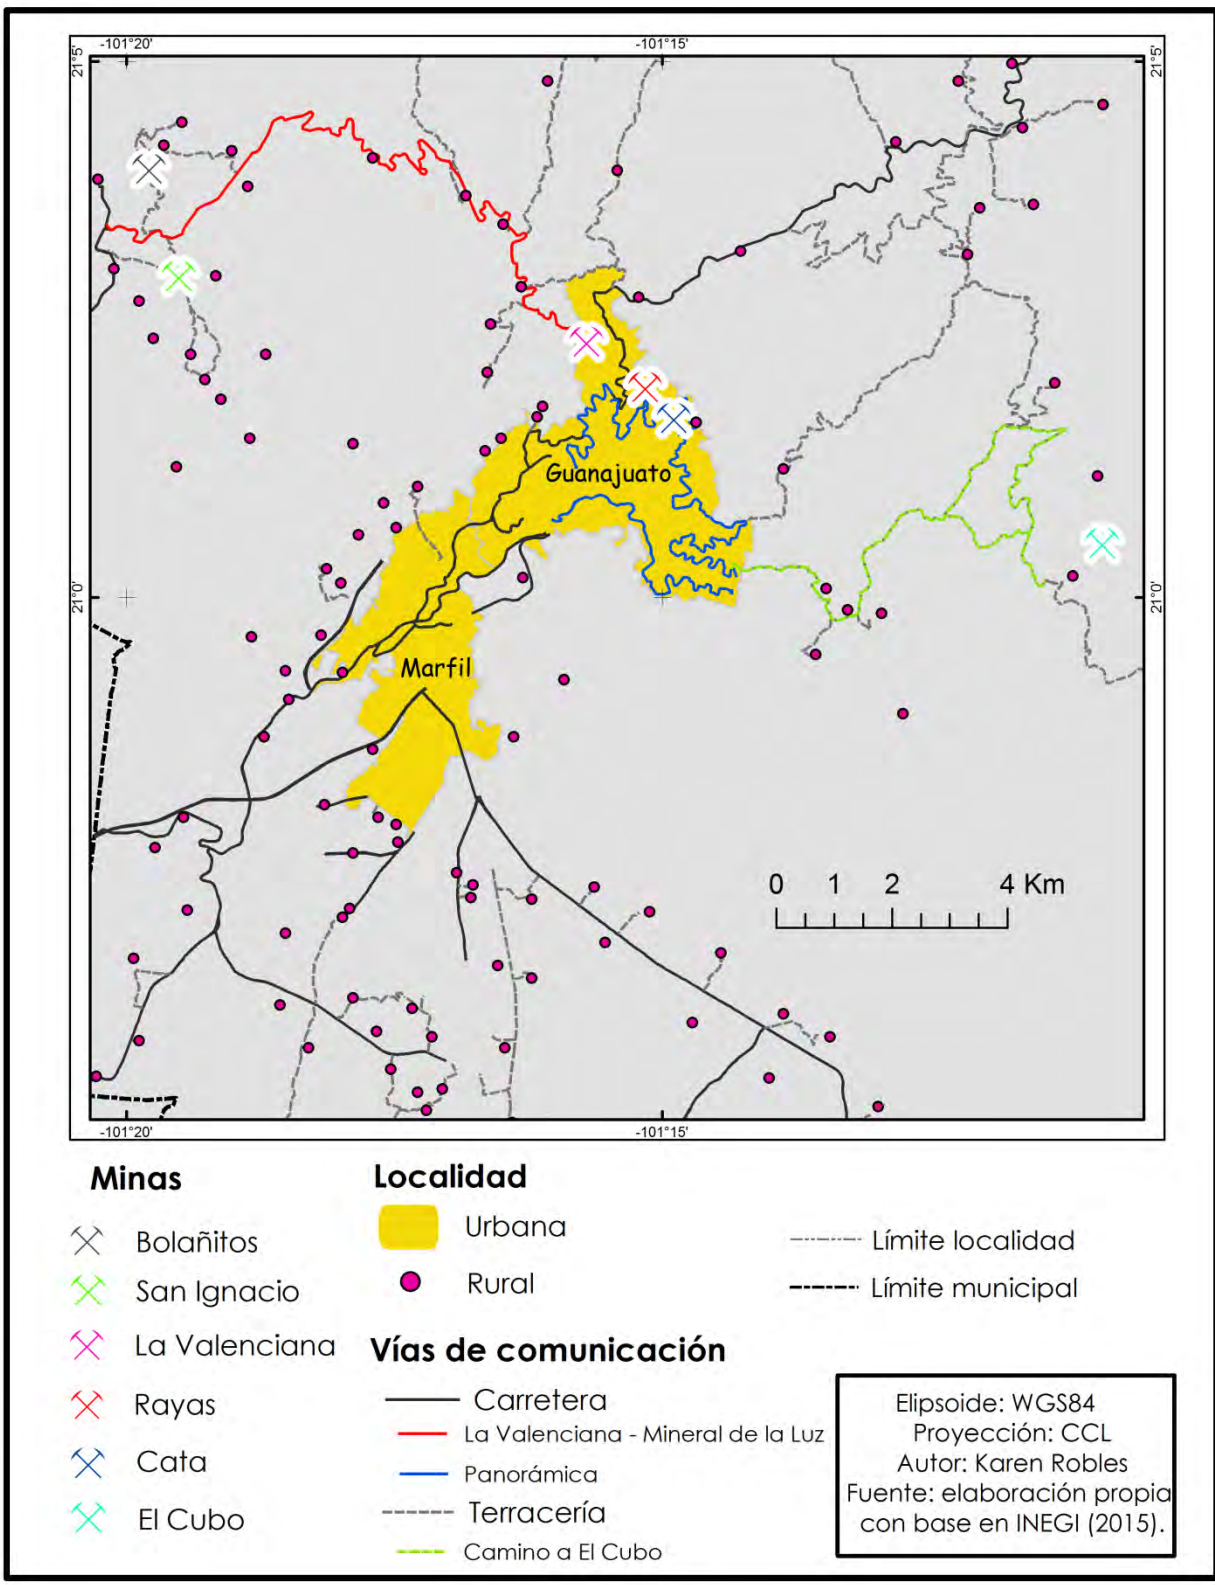 -101°20'
-101°15'
21°5'
21°5'
Guanajuato
21°0'
21°0'
Marfil
0 1 2 4 Km
-101°20'
-101°15'
Minas
Bolañitos
San Ignacio
La Valenciana
Rayas
Cata
El Cubo
Localidad
Urbana
Rural
Límite localidad
Límite municipal
Vías de comunicación
Carretera
La Valenciana - Mineral de la Luz
Panorámica
Terracería
Camino a El Cubo
Elipsoide: WGS84
Proyección: CCL
Autor: Karen Robles
Fuente: elaboración propia
con base en INEGI (2015).